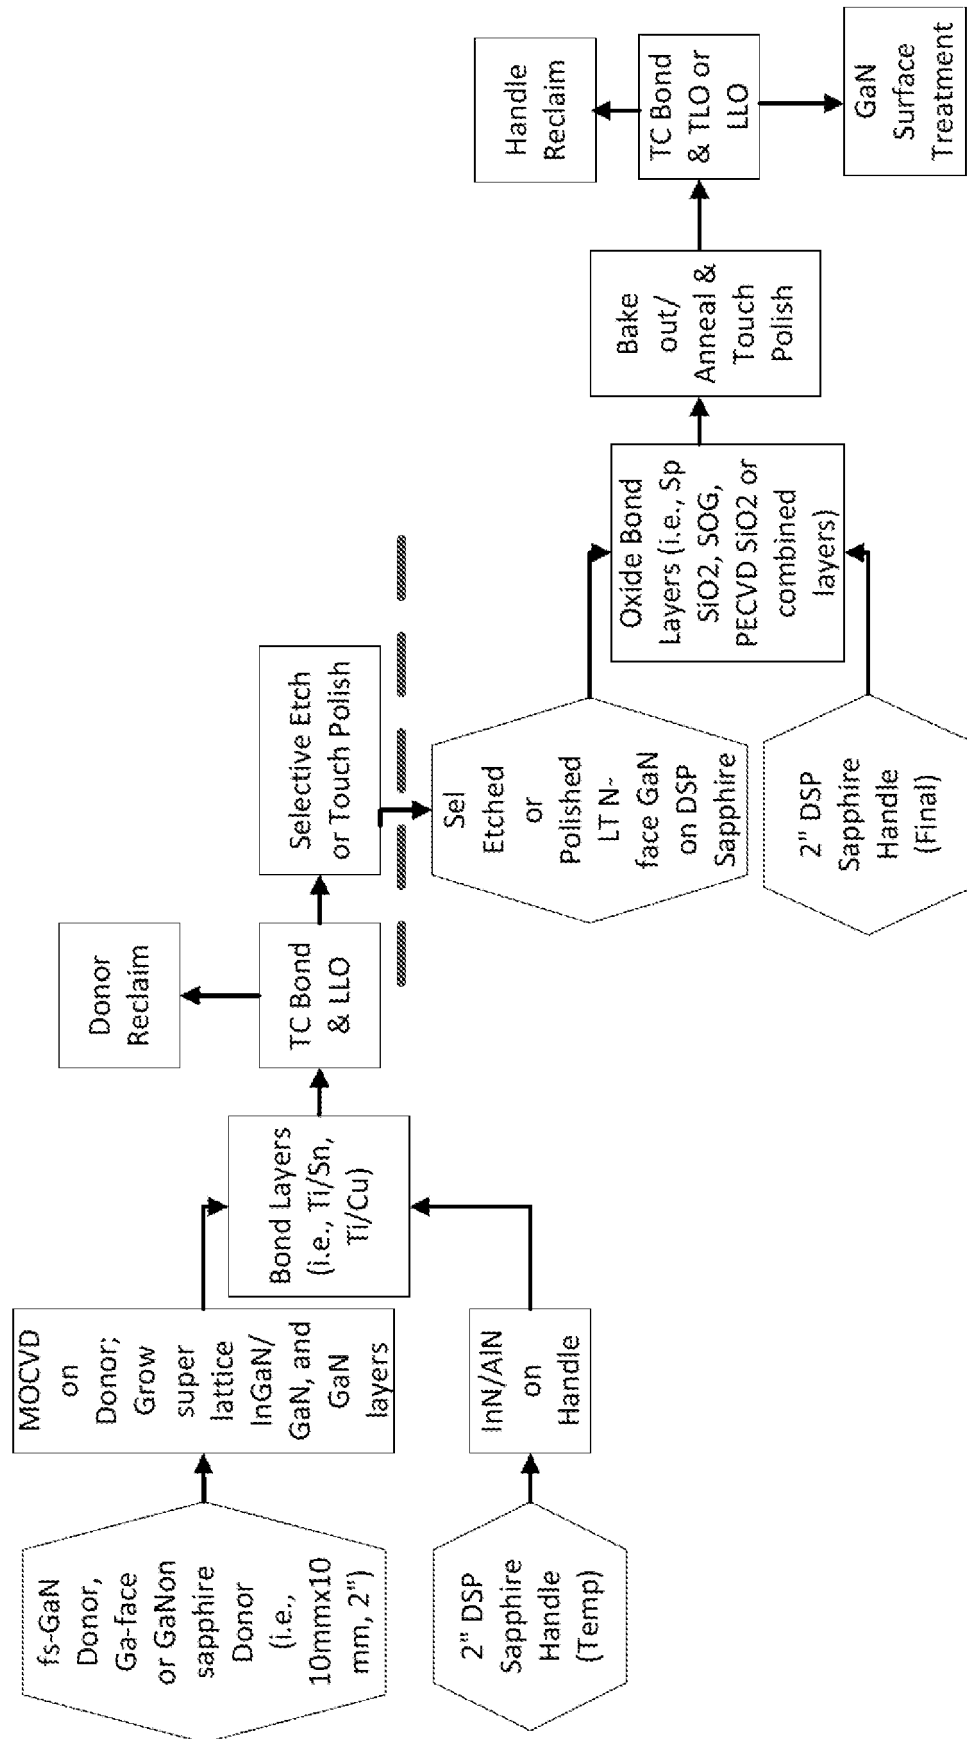 fs-GaN
Donor,
Ga-face
or GaNon
sapphire
Donor
(i.e.,
10mmx10
mm, 2")
MOCVD
on
Donor;
Grow
super
lattice
InGaN/
GaN, and
GaN
layers
2" DSP
Sapphire
Handle
(Temp)
InN/AlN
on
Handle
Bond Layers
(i.e., Ti/Sn,
Ti/Cu)
TC Bond
& LLO
Donor
Reclaim
Selective Etch
or Touch Polish
Sel
Etched
or
Polished
LT N-
face GaN
on DSP
Sapphire
2" DSP
Sapphire
Handle
(Final)
Oxide Bond
Layers (i.e., Sp
SiO2, SOG,
PECVD SiO2 or
combined
layers)
Bake
out/
Anneal &
Touch
Polish
TC Bond
& TLO or
LLO
Handle
Reclaim
GaN
Surface
Treatment